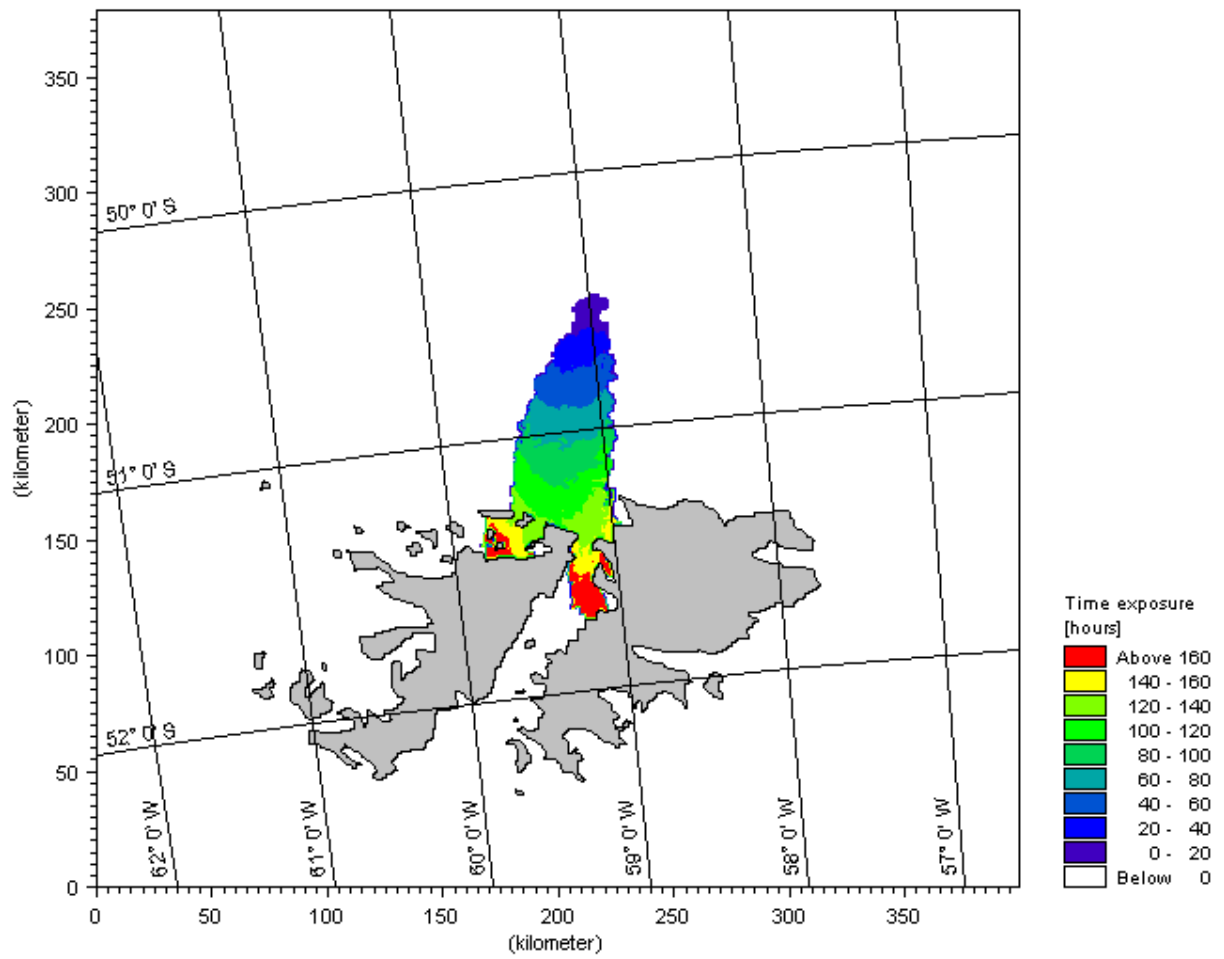 350
300
250
200
150
100
50
0
(kilometer)
50° 0' S
51° 0' S
52° 0' S
62° 0' W
61° 0' W
60° 0' W
59° 0' W
58° 0' W
57° 0' W
0
50
100
150
200
250
300
350
(kilometer)
Time exposure
[hours]
Above 160
140 - 160
120 - 140
100 - 120
80 - 100
60 - 80
40 - 60
20 - 40
0 - 20
Below 0